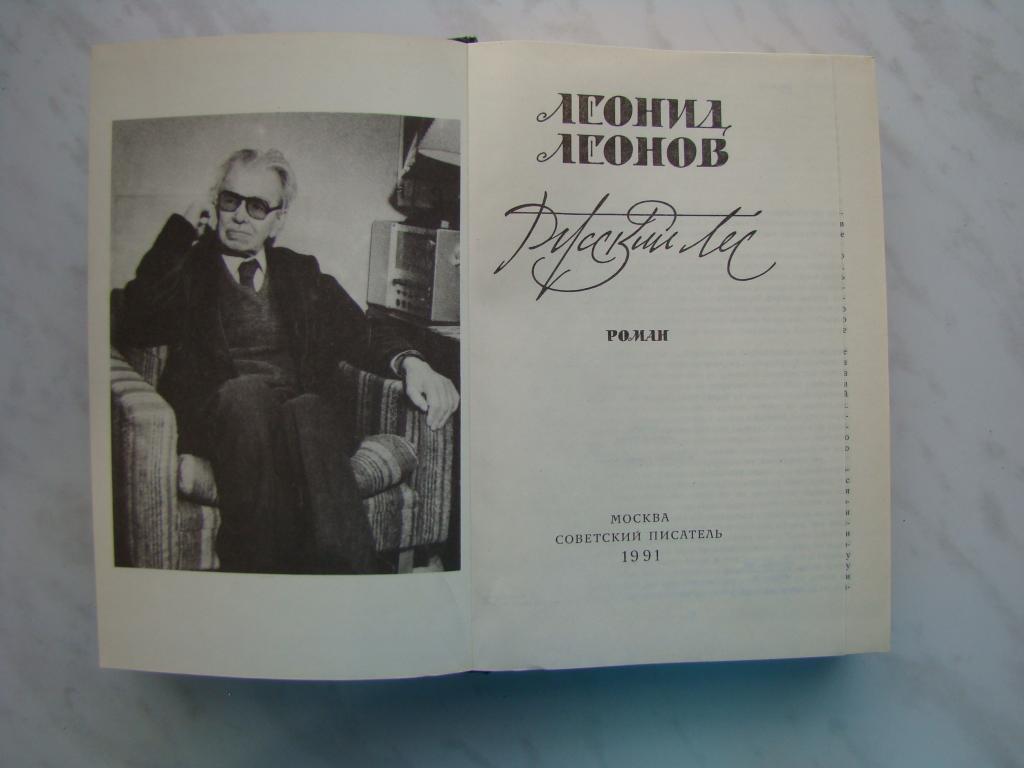 ЛЕОНИД
ЛЕОНОВ
Русский лес
РОМАН
МОСКВА
СОВЕТСКИЙ ПИСАТЕЛЬ
1991